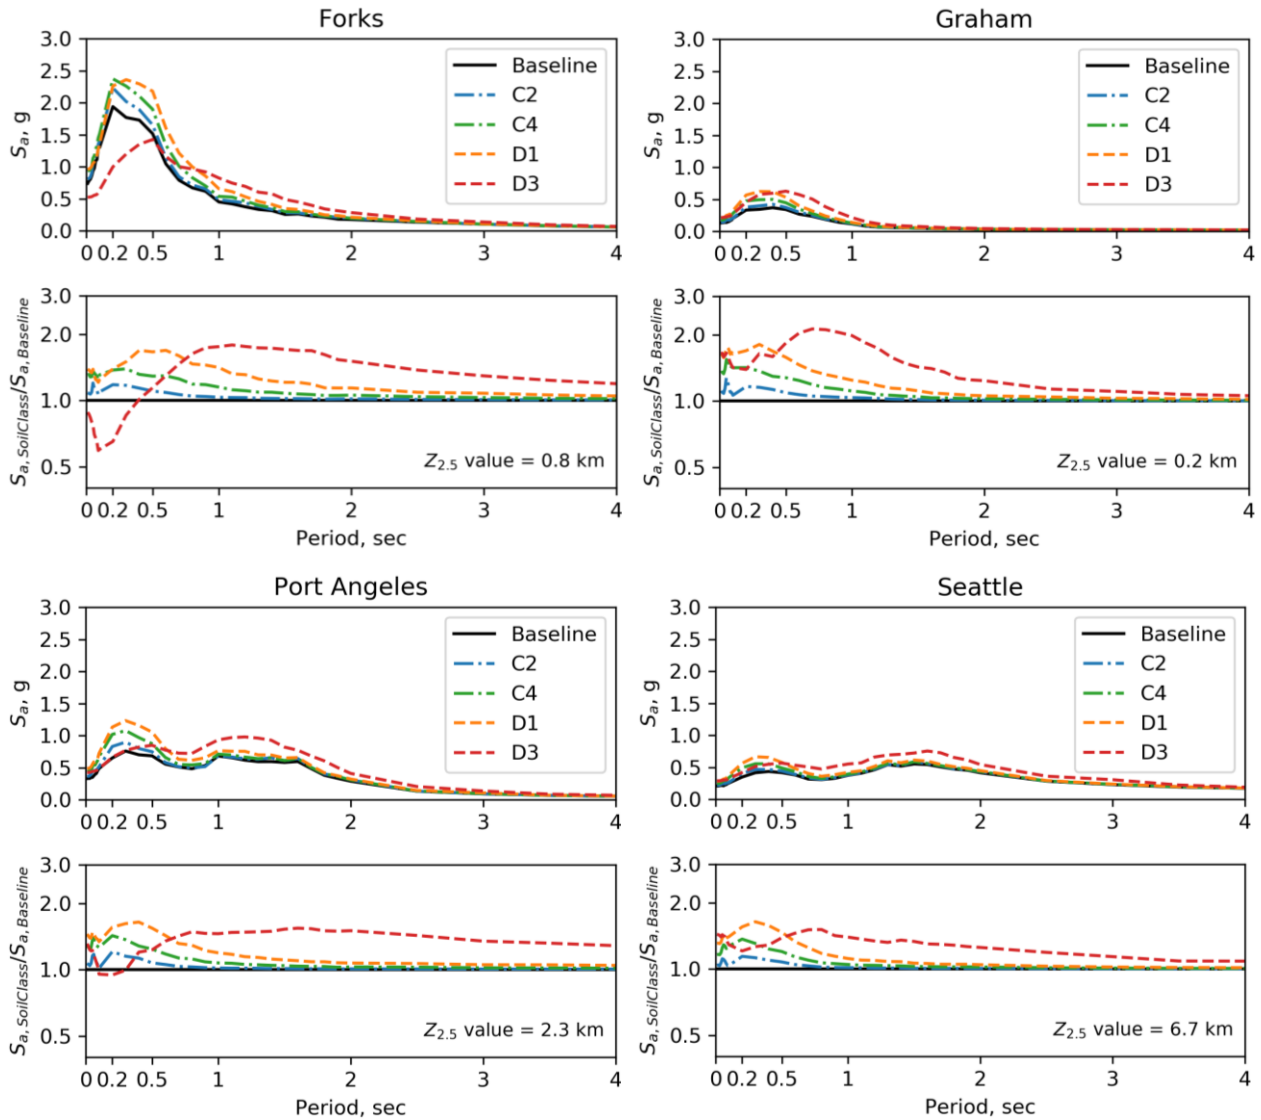 Forks
3.0
2.5
2.0
1.5
1.0
0.5
0.0
Sₐ, g
Baseline
C2
C4
D1
D3
0 0.2 0.5 1 2 3 4
3.0
2.0
1.0
0.5
Sₐ, SoilClass/Sₐ, Baseline
Z₂.₅ value = 0.8 km
0 0.2 0.5 1 2 3 4
Period, sec
Graham
3.0
2.5
2.0
1.5
1.0
0.5
0.0
Sₐ, g
Baseline
C2
C4
D1
D3
0 0.2 0.5 1 2 3 4
3.0
2.0
1.0
0.5
Sₐ, SoilClass/Sₐ, Baseline
Z₂.₅ value = 0.2 km
0 0.2 0.5 1 2 3 4
Period, sec
Port Angeles
3.0
2.5
2.0
1.5
1.0
0.5
0.0
Sₐ, g
Baseline
C2
C4
D1
D3
0 0.2 0.5 1 2 3 4
3.0
2.0
1.0
0.5
Sₐ, SoilClass/Sₐ, Baseline
Z₂.₅ value = 2.3 km
0 0.2 0.5 1 2 3 4
Period, sec
Seattle
3.0
2.5
2.0
1.5
1.0
0.5
0.0
Sₐ, g
Baseline
C2
C4
D1
D3
0 0.2 0.5 1 2 3 4
3.0
2.0
1.0
0.5
Sₐ, SoilClass/Sₐ, Baseline
Z₂.₅ value = 6.7 km
0 0.2 0.5 1 2 3 4
Period, sec